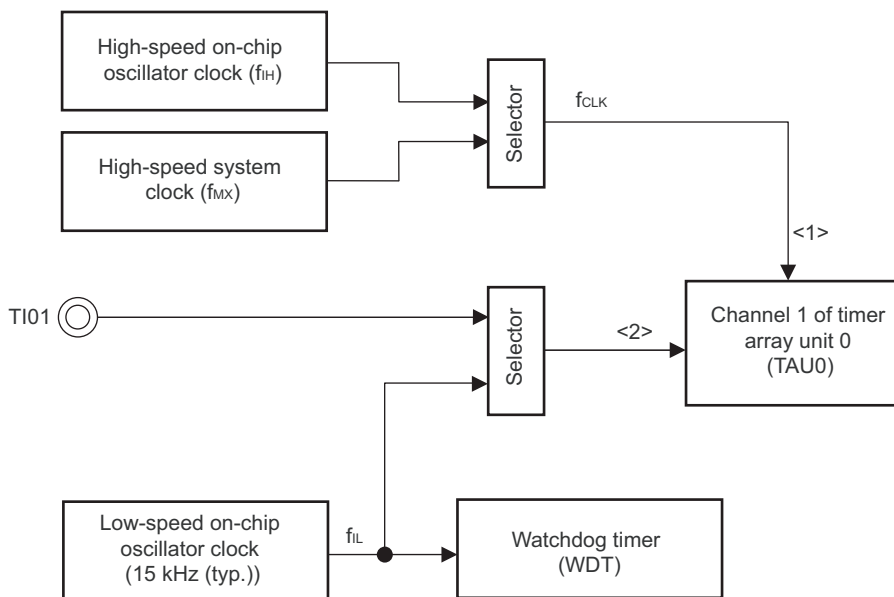 High-speed on-chip
oscillator clock (fIH)
High-speed system
clock (fMX)
Selector
fCLK
<1>
TI01
Selector
<2>
Channel 1 of timer
array unit 0
(TAU0)
Low-speed on-chip
oscillator clock
(15 kHz (typ.))
fIL
Watchdog timer
(WDT)